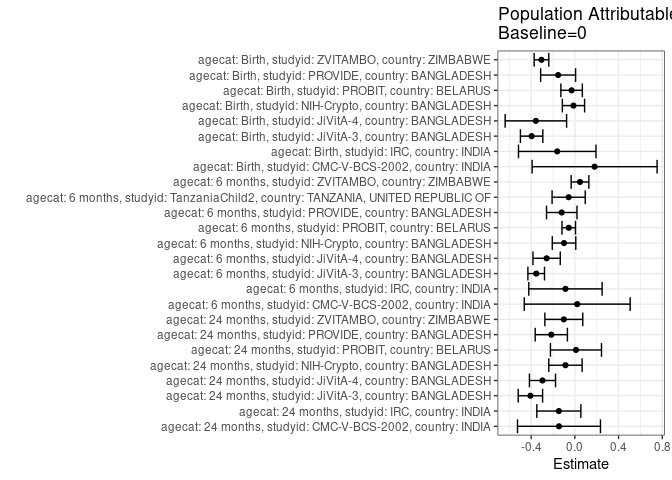 Population Attributable
Baseline=0
agecat: Birth, studyid: ZVITAMBO, country: ZIMBABWE
agecat: Birth, studyid: PROVIDE, country: BANGLADESH
agecat: Birth, studyid: PROBIT, country: BELARUS
agecat: Birth, studyid: NIH-Crypto, country: BANGLADESH
agecat: Birth, studyid: JiVitA-4, country: BANGLADESH
agecat: Birth, studyid: JiVitA-3, country: BANGLADESH
agecat: Birth, studyid: IRC, country: INDIA
agecat: Birth, studyid: CMC-V-BCS-2002, country: INDIA
agecat: 6 months, studyid: ZVITAMBO, country: ZIMBABWE
agecat: 6 months, studyid: TanzaniaChild2, country: TANZANIA, UNITED REPUBLIC OF
agecat: 6 months, studyid: PROVIDE, country: BANGLADESH
agecat: 6 months, studyid: PROBIT, country: BELARUS
agecat: 6 months, studyid: NIH-Crypto, country: BANGLADESH
agecat: 6 months, studyid: JiVitA-4, country: BANGLADESH
agecat: 6 months, studyid: JiVitA-3, country: BANGLADESH
agecat: 6 months, studyid: IRC, country: INDIA
agecat: 6 months, studyid: CMC-V-BCS-2002, country: INDIA
agecat: 24 months, studyid: ZVITAMBO, country: ZIMBABWE
agecat: 24 months, studyid: PROVIDE, country: BANGLADESH
agecat: 24 months, studyid: PROBIT, country: BELARUS
agecat: 24 months, studyid: NIH-Crypto, country: BANGLADESH
agecat: 24 months, studyid: JiVitA-4, country: BANGLADESH
agecat: 24 months, studyid: JiVitA-3, country: BANGLADESH
agecat: 24 months, studyid: IRC, country: INDIA
agecat: 24 months, studyid: CMC-V-BCS-2002, country: INDIA
-0.4 0.0 0.4 0.8
Estimate